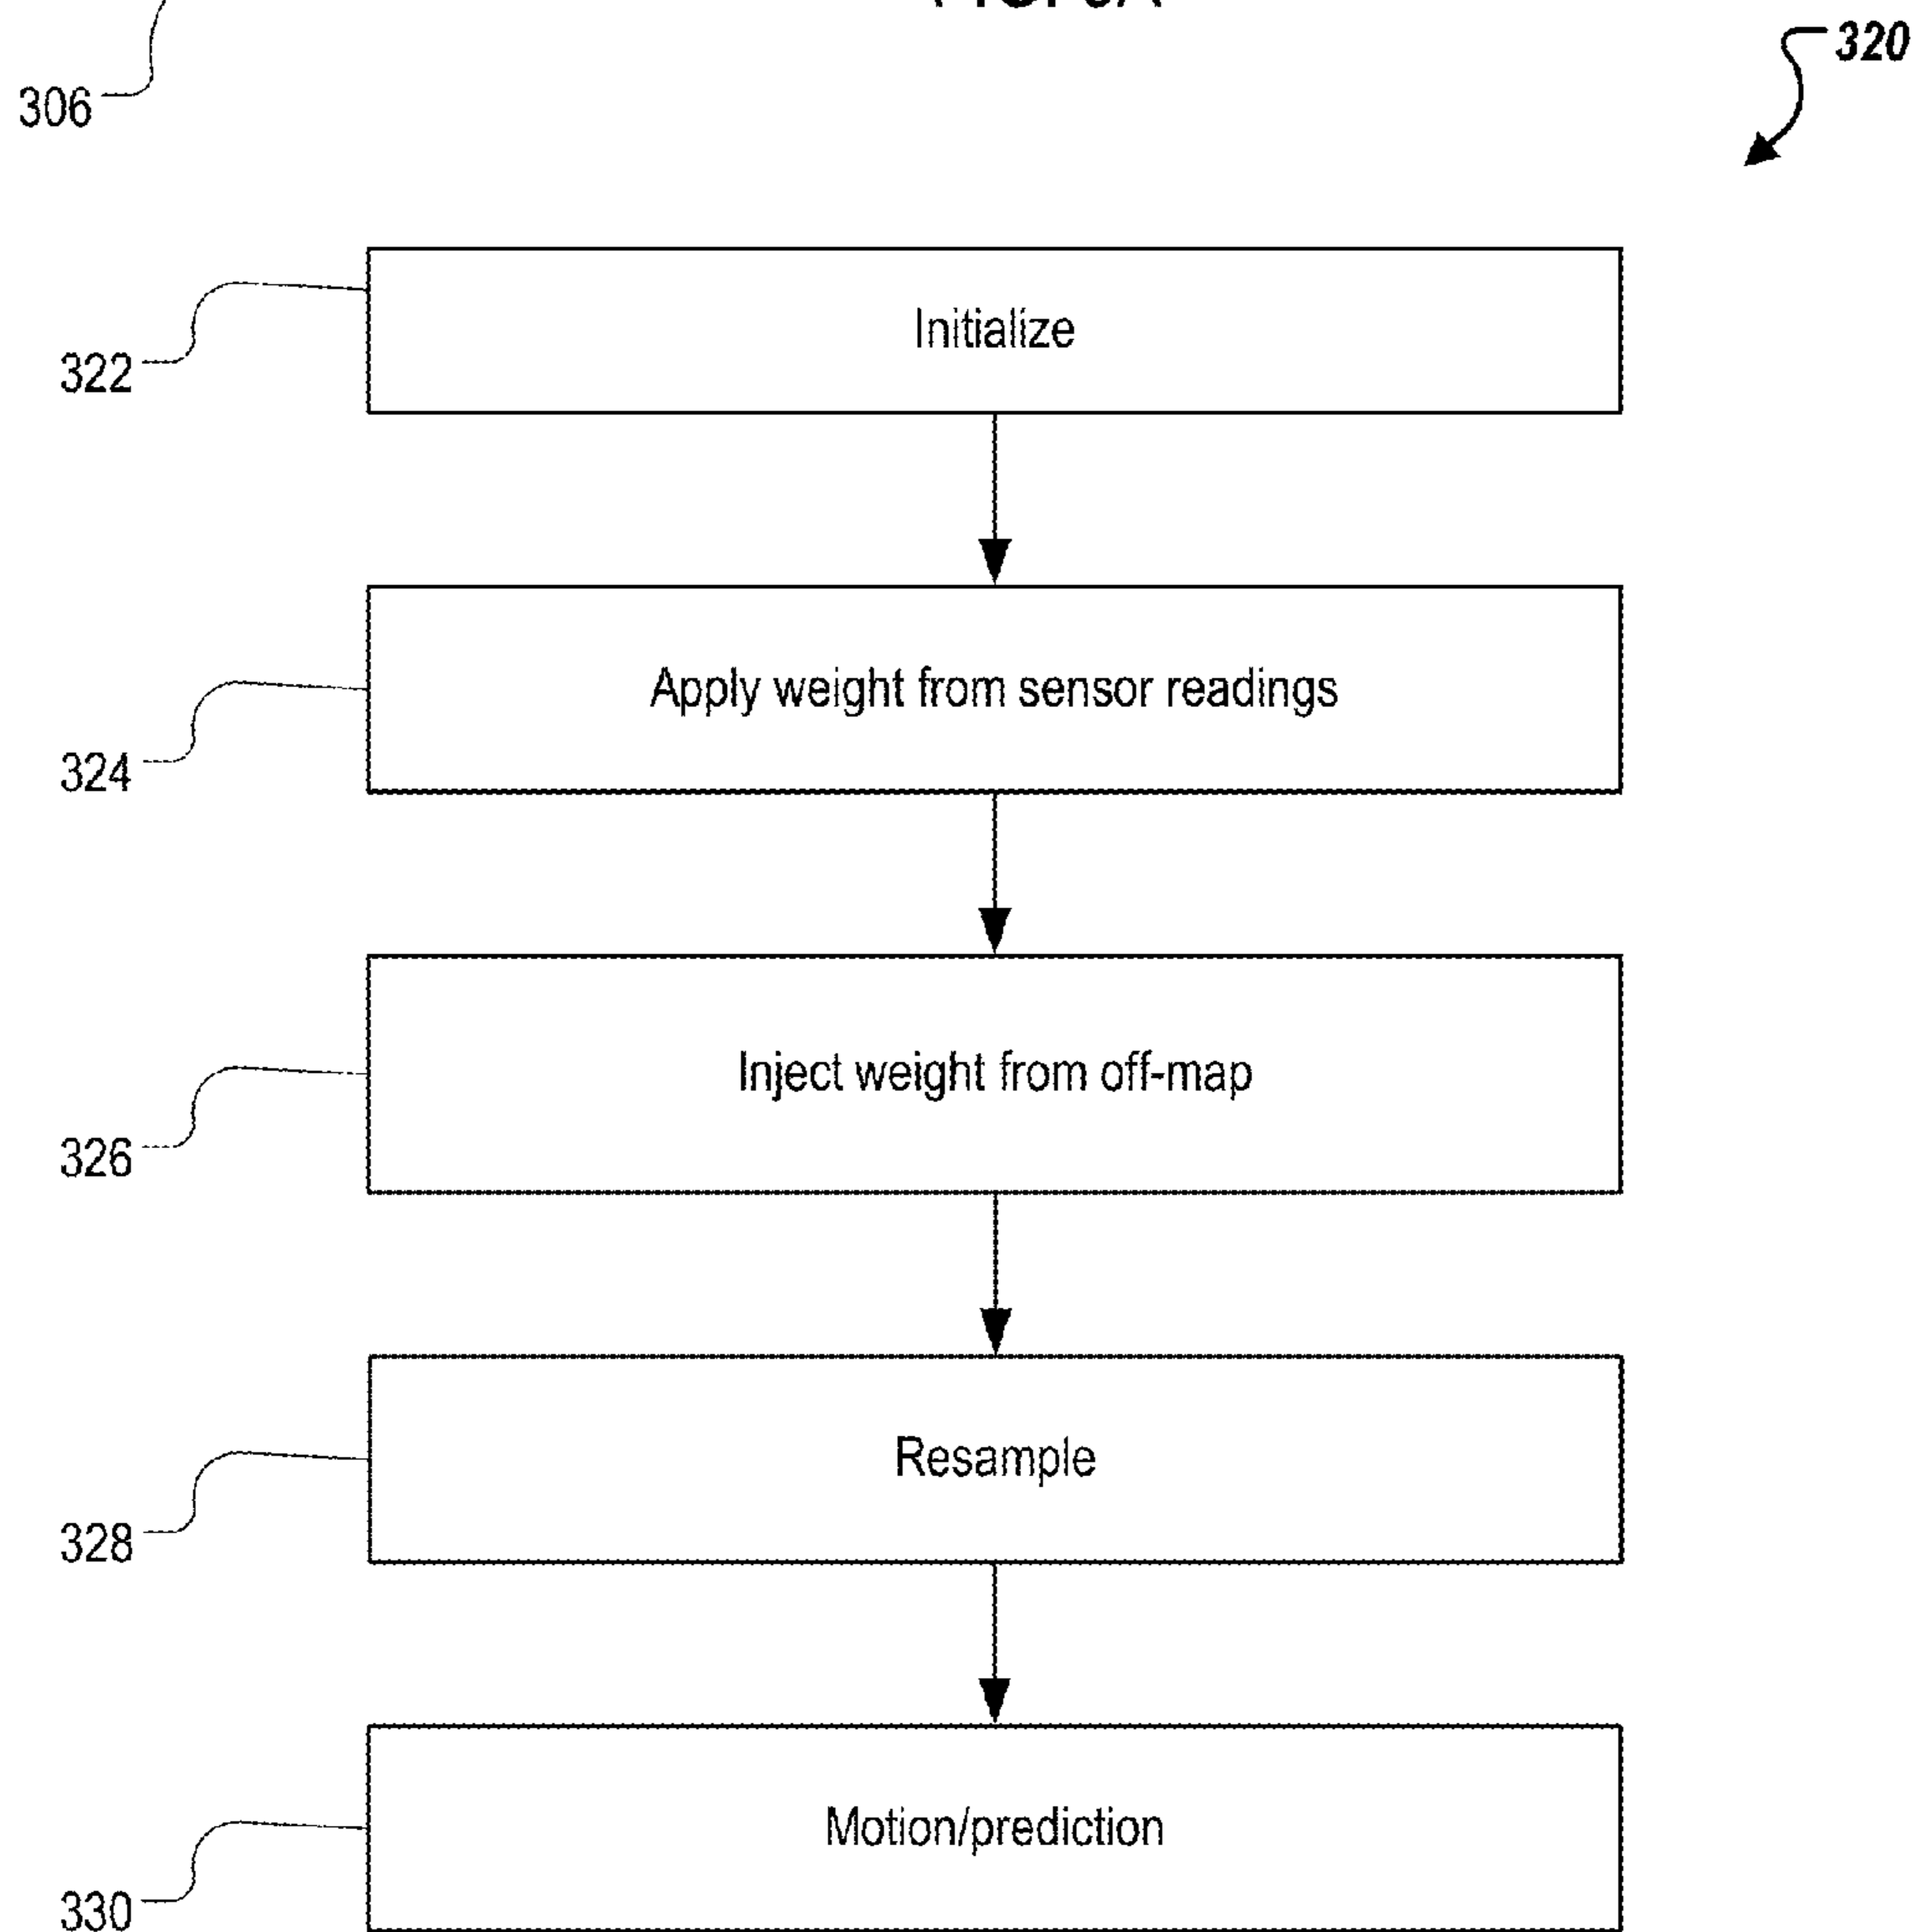 320
306
Initialize
322
Apply weight from sensor readings
324
Inject weight from off-map
326
Resample
328
Motion/prediction
330